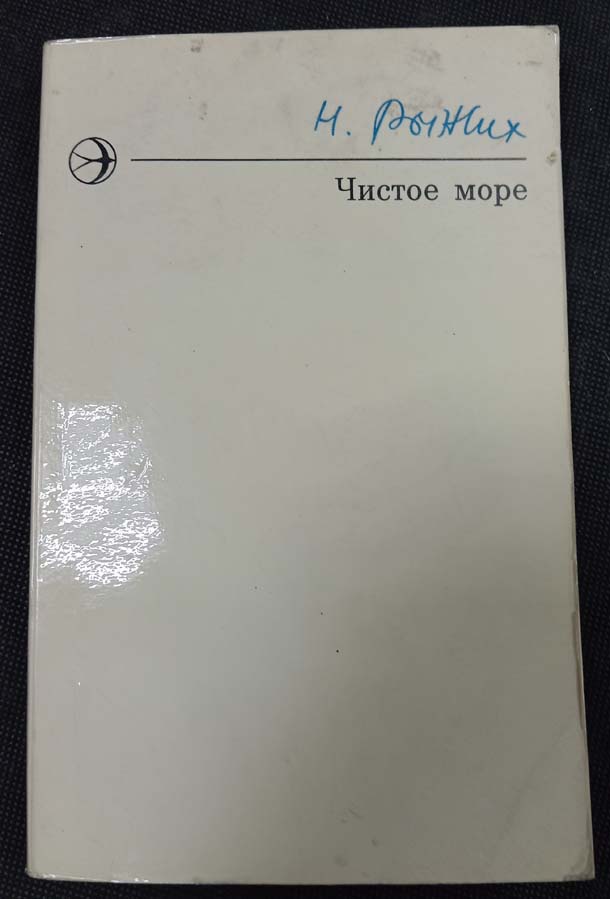 Н. Рыжих
Чистое море